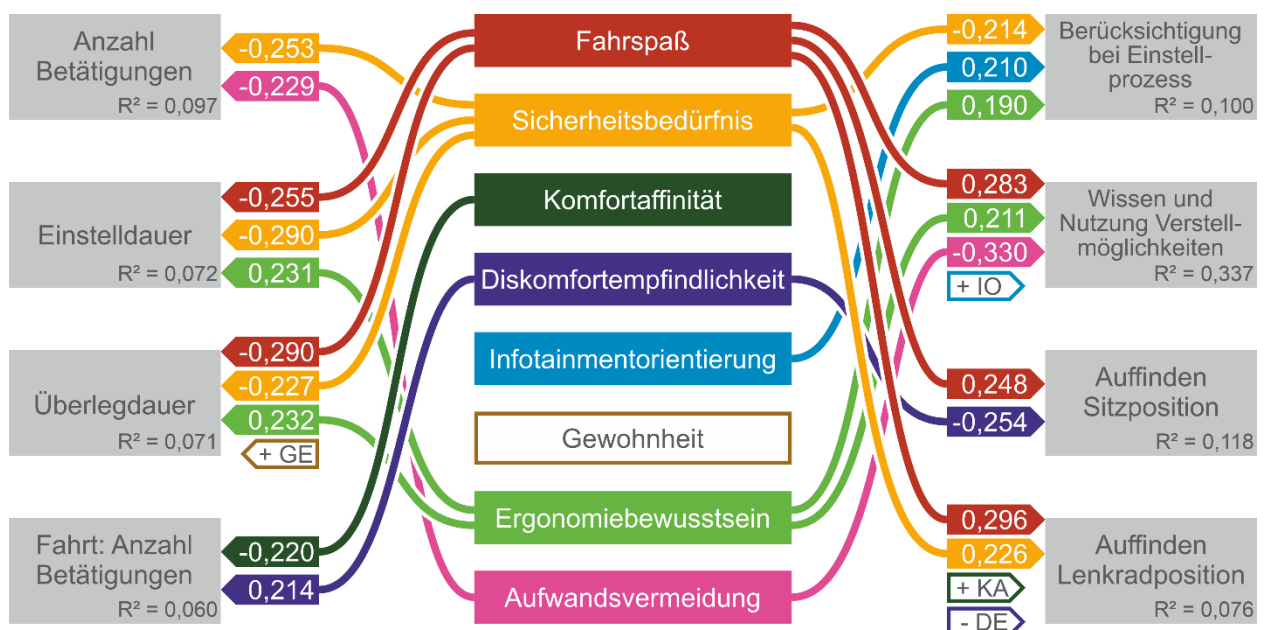 Anzahl
Betätigungen
R² = 0,097
-0,253
-0,229
Einstelldauer
R² = 0,072
-0,255
-0,290
0,231
Überlegdauer
R² = 0,071
-0,290
-0,227
0,232
+ GE
Fahrt: Anzahl
Betätigungen
R² = 0,060
-0,220
0,214
Fahrspaß
Sicherheitsbedürfnis
Komfortaffinität
Diskomfortempfindlichkeit
Infotainmentorientierung
Gewohnheit
Ergonomiebewusstsein
Aufwandsvermeidung
-0,214
0,210
0,190
Berücksichtigung
bei Einstell-
prozess
R² = 0,100
0,283
0,211
-0,330
+ IO
Wissen und
Nutzung Verstell-
möglichkeiten
R² = 0,337
0,248
-0,254
Auffinden
Sitzposition
R² = 0,118
0,296
0,226
+ KA
- DE
Auffinden
Lenkradposition
R² = 0,076